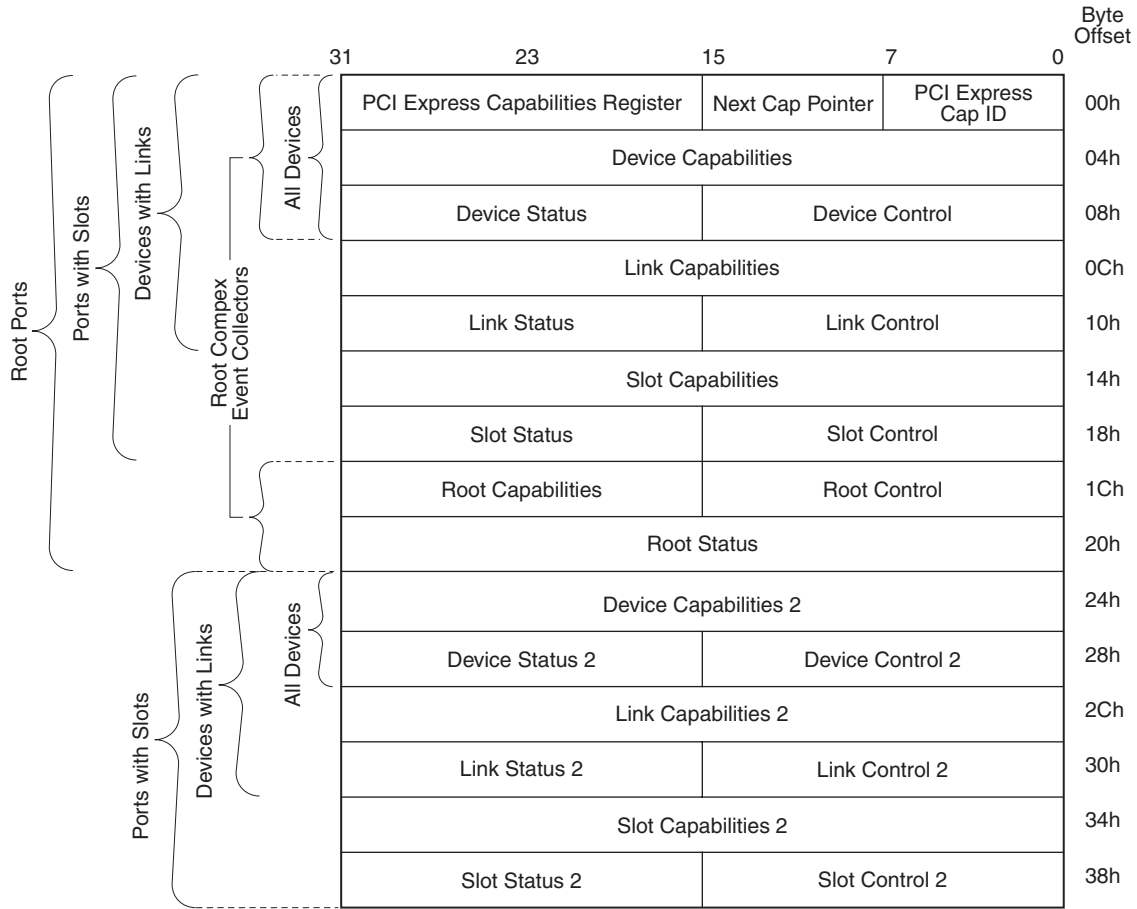 Byte
Offset
31 23 15 7 0
PCI Express Capabilities Register Next Cap Pointer PCI Express
Cap ID 00h
Device Capabilities 04h
Device Status Device Control 08h
Link Capabilities 0Ch
Link Status Link Control 10h
Slot Capabilities 14h
Slot Status Slot Control 18h
Root Capabilities Root Control 1Ch
Root Status 20h
Device Capabilities 2 24h
Device Status 2 Device Control 2 28h
Link Capabilities 2 2Ch
Link Status 2 Link Control 2 30h
Slot Capabilities 2 34h
Slot Status 2 Slot Control 2 38h
Root Ports
Ports with Slots
Devices with Links
Root Compex
Event Collectors
All Devices
Ports with Slots
Devices with Links
All Devices